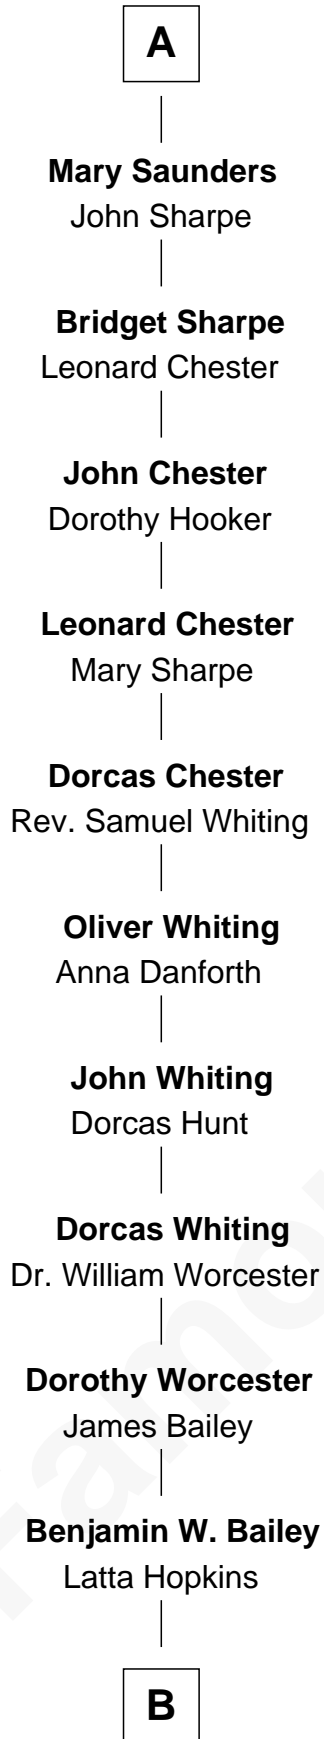 A
Mary Saunders
John Sharpe
Bridget Sharpe
Leonard Chester
John Chester
Dorothy Hooker
Leonard Chester
Mary Sharpe
Dorcas Chester
Rev. Samuel Whiting
Oliver Whiting
Anna Danforth
John Whiting
Dorcas Hunt
Dorcas Whiting
Dr. William Worcester
Dorothy Worcester
James Bailey
Benjamin W. Bailey
Latta Hopkins
B